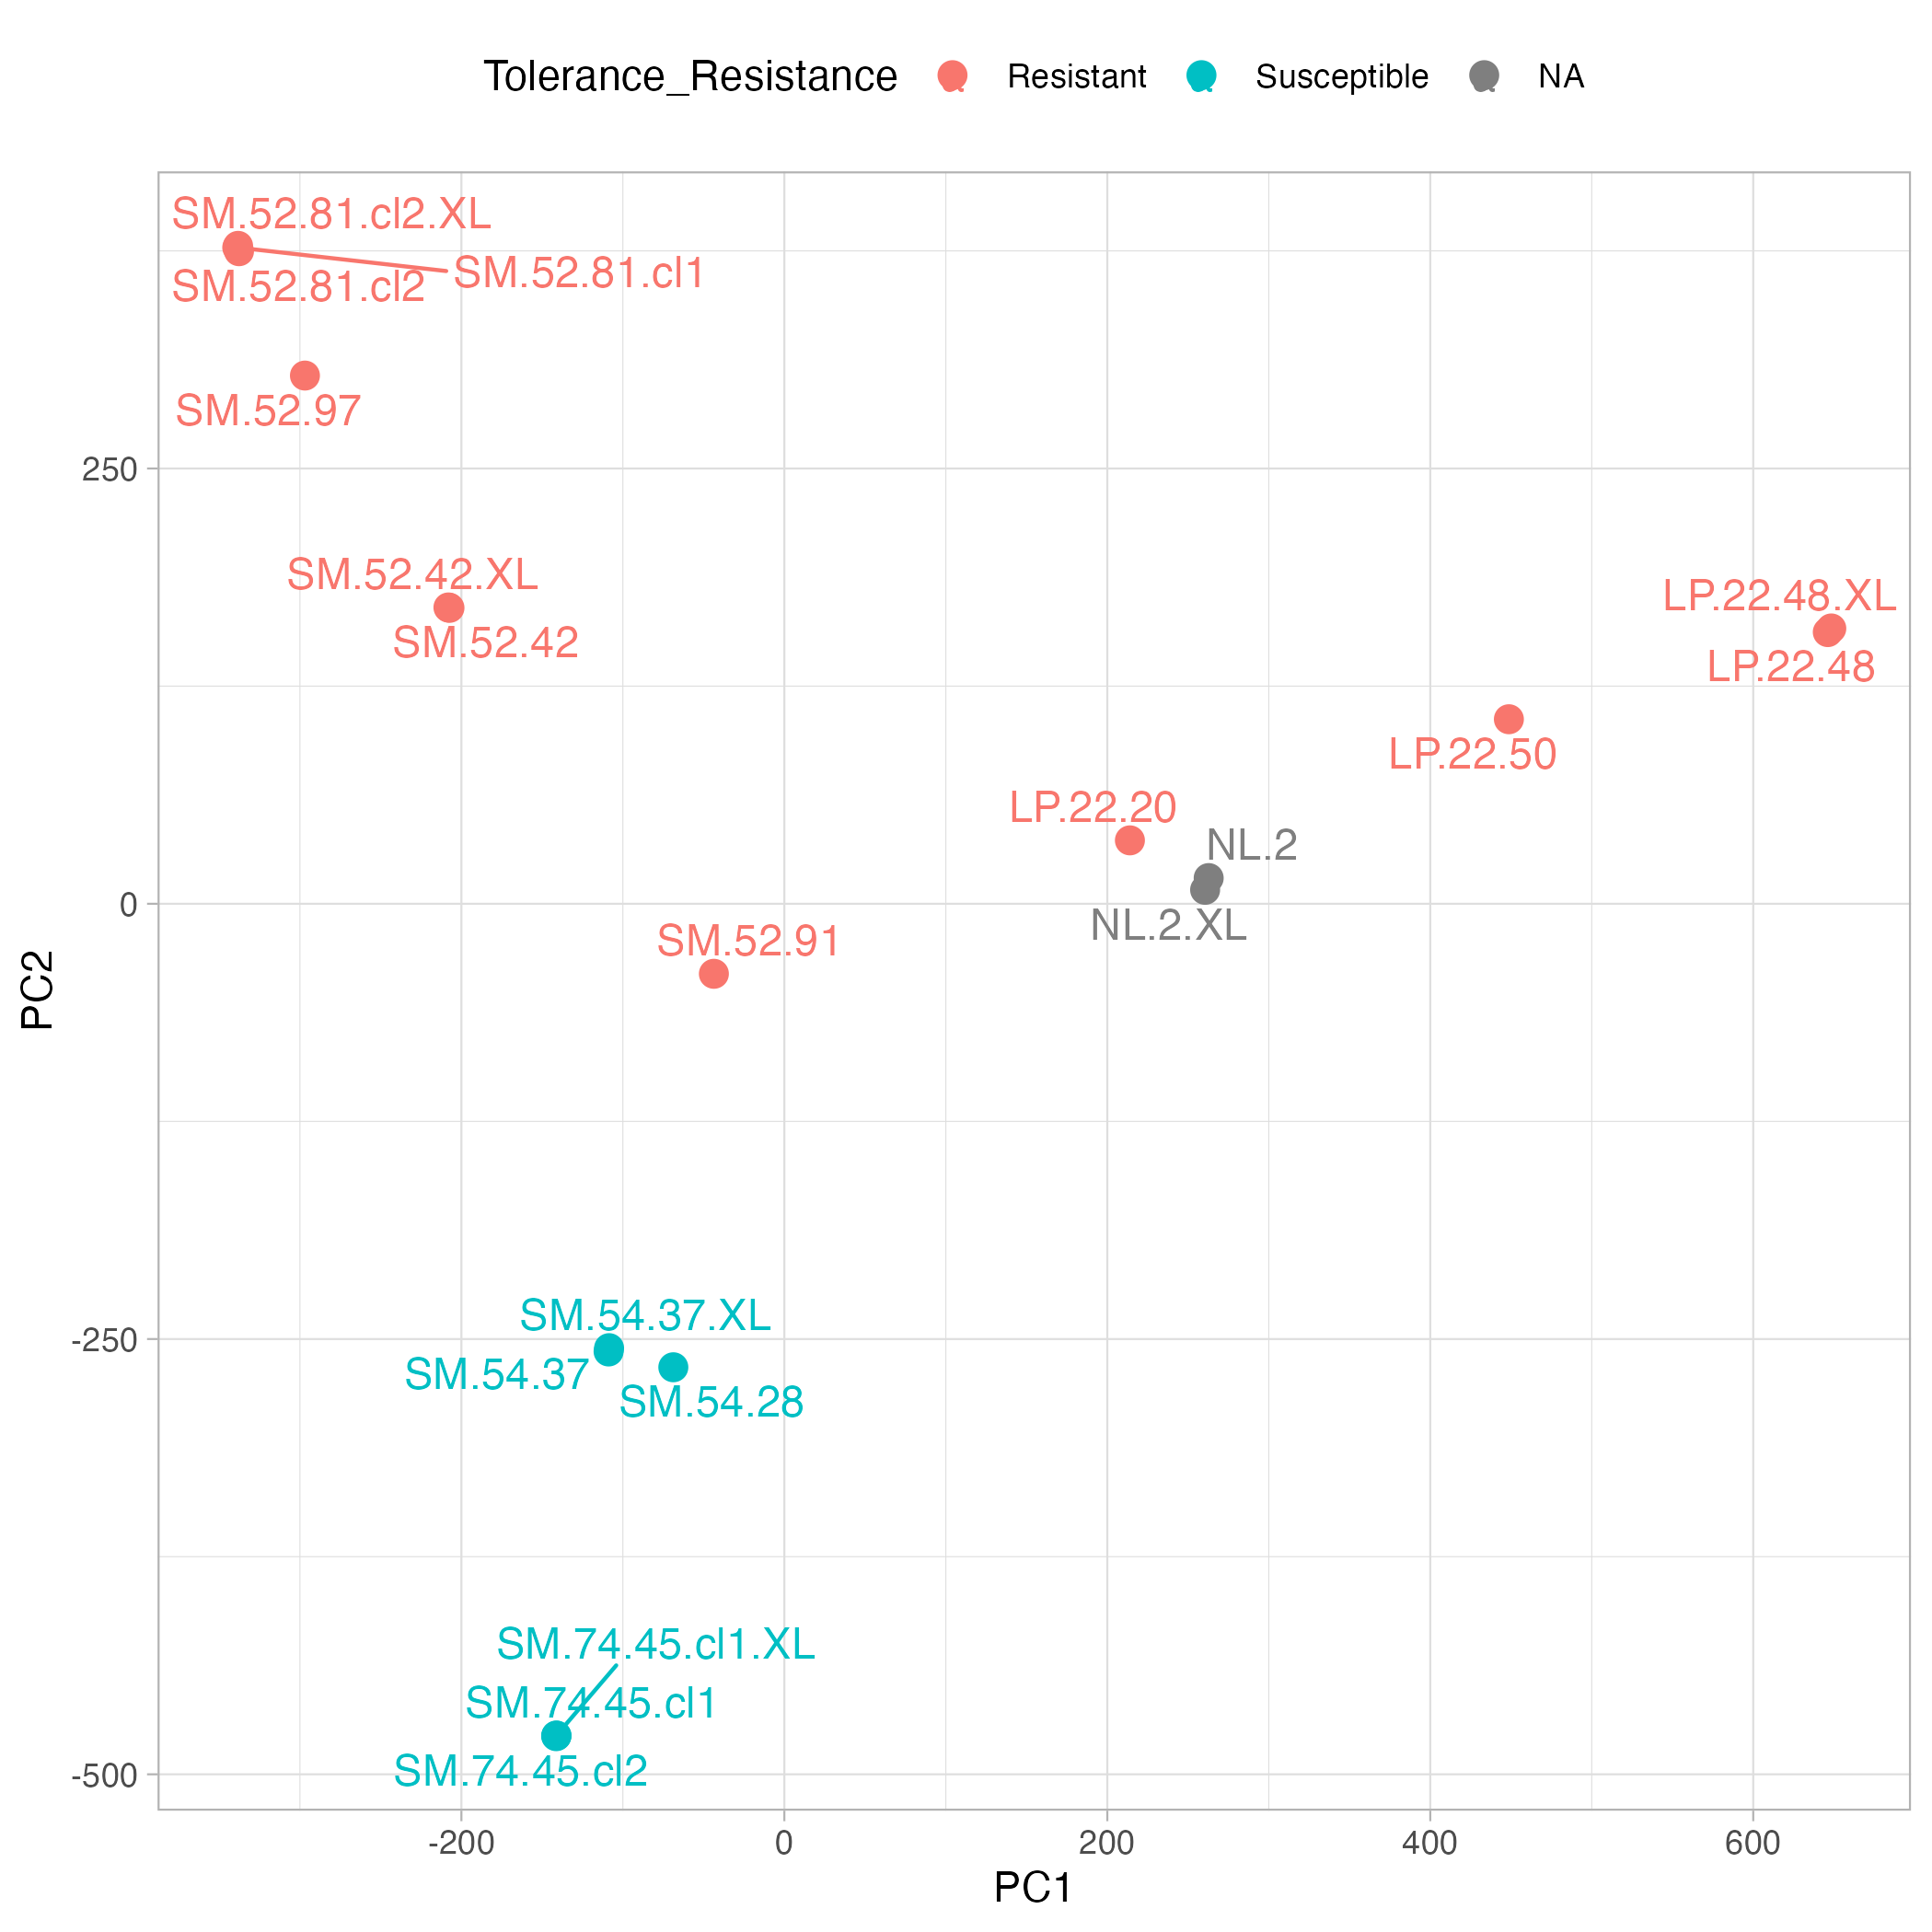 Tolerance_Resistance Resistant Susceptible NA
SM.52.81.cl2.XL
SM.52.81.cl1
SM.52.81.cl2
SM.52.97
250
SM.52.42.XL
SM.52.42
LP.22.48.XL
LP.22.48
LP.22.50
LP.22.20
NL.2
0
NL.2.XL
SM.52.91
PC2
SM.54.37.XL
-250
SM.54.37
SM.54.28
SM.74.45.cl1.XL
SM.74.45.cl1
SM.74.45.cl2
-500
-200 0 200 400 600
PC1